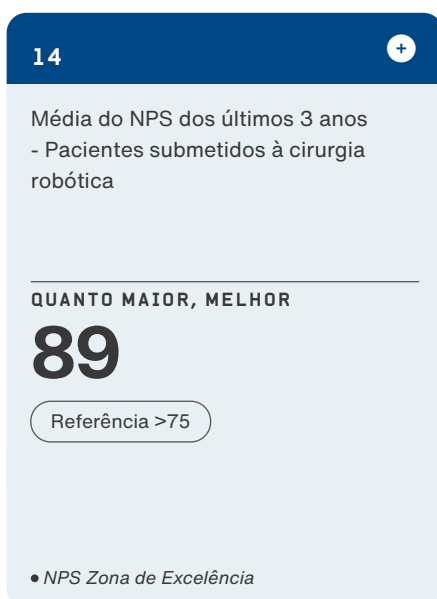 14
+
Média do NPS dos últimos 3 anos
- Pacientes submetidos à cirurgia
robótica
QUANTO MAIOR, MELHOR
89
Referência >75
• NPS Zona de Excelência